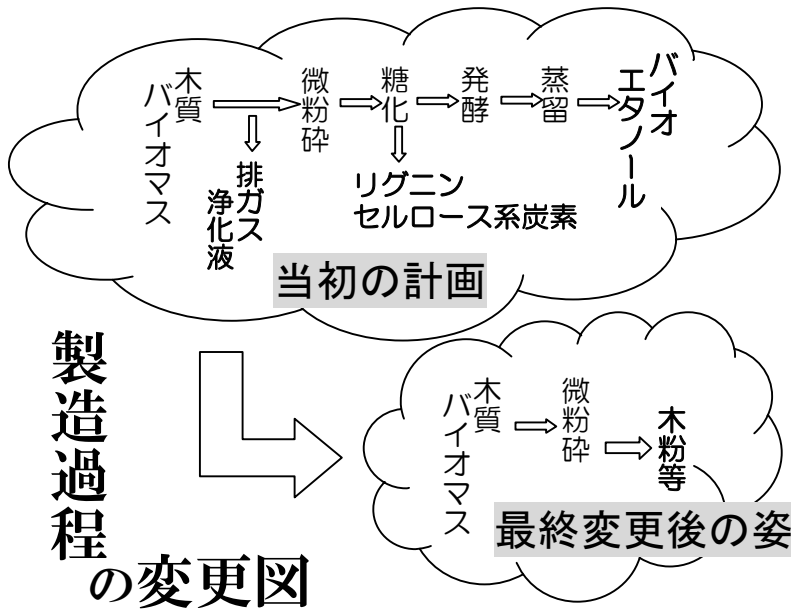 木質
バイオマス
微粉砕
糖化
発酵
蒸留
バイオ
エタノール
排ガス
浄化液
リグニン
セルロース系炭素
当初の計画
製造過程
の変更図
木質
バイオマス
微粉砕
木粉等
最終変更後の姿